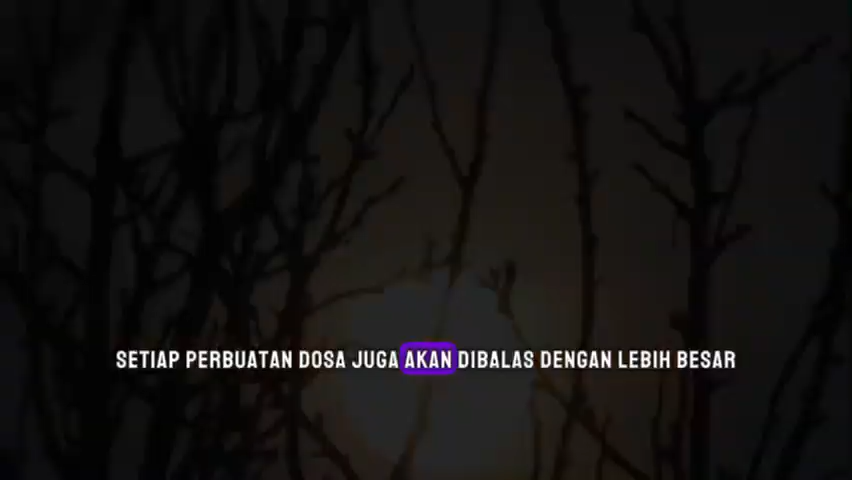 SETIAP PERBUATAN DOSA JUGA AKAN DIBALAS DENGAN LEBIH BESAR